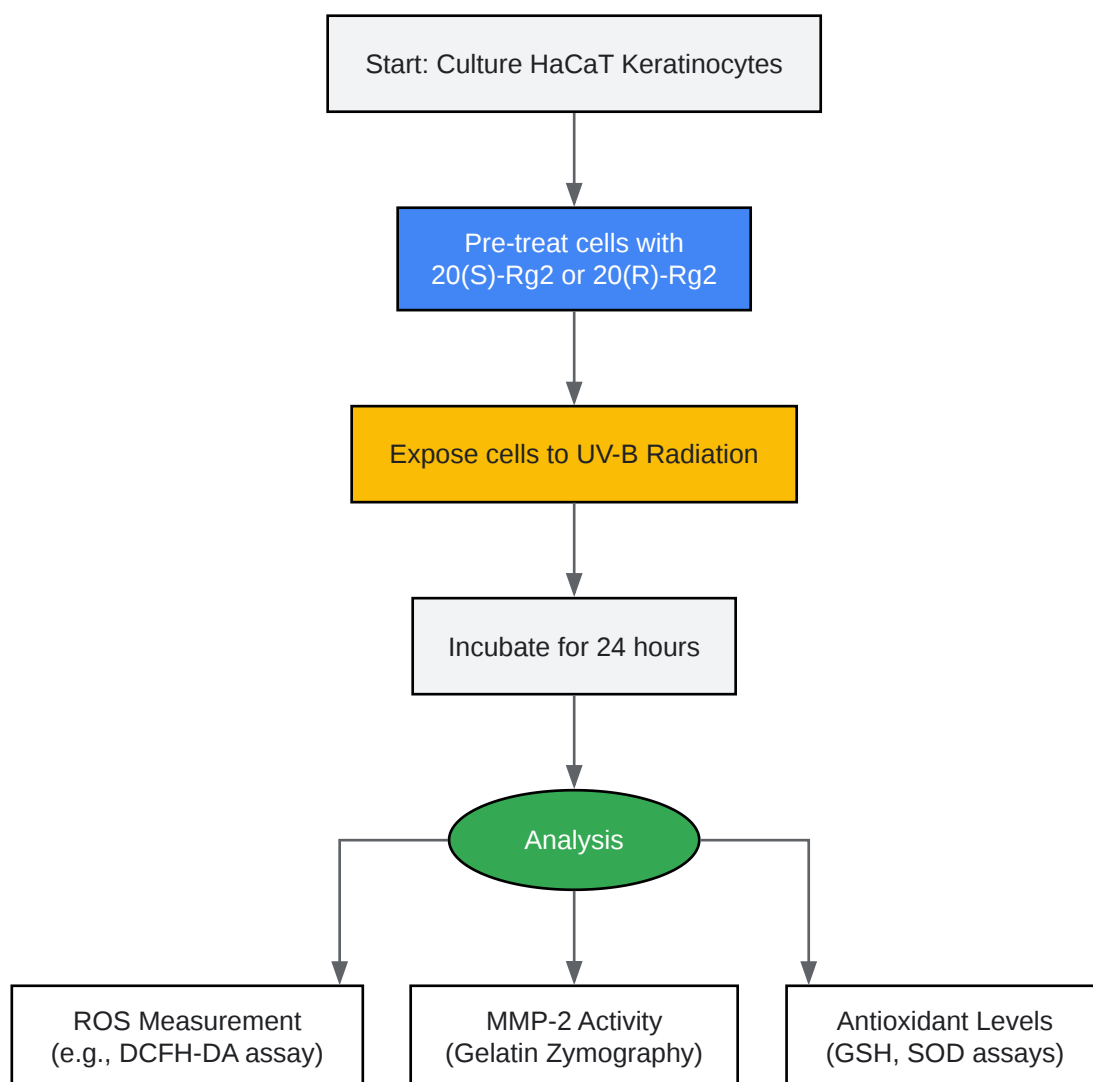 Start: Culture HaCaT Keratinocytes
Pre-treat cells with
20(S)-Rg2 or 20(R)-Rg2
Expose cells to UV-B Radiation
Incubate for 24 hours
Analysis
ROS Measurement
(e.g., DCFH-DA assay)
MMP-2 Activity
(Gelatin Zymography)
Antioxidant Levels
(GSH, SOD assays)